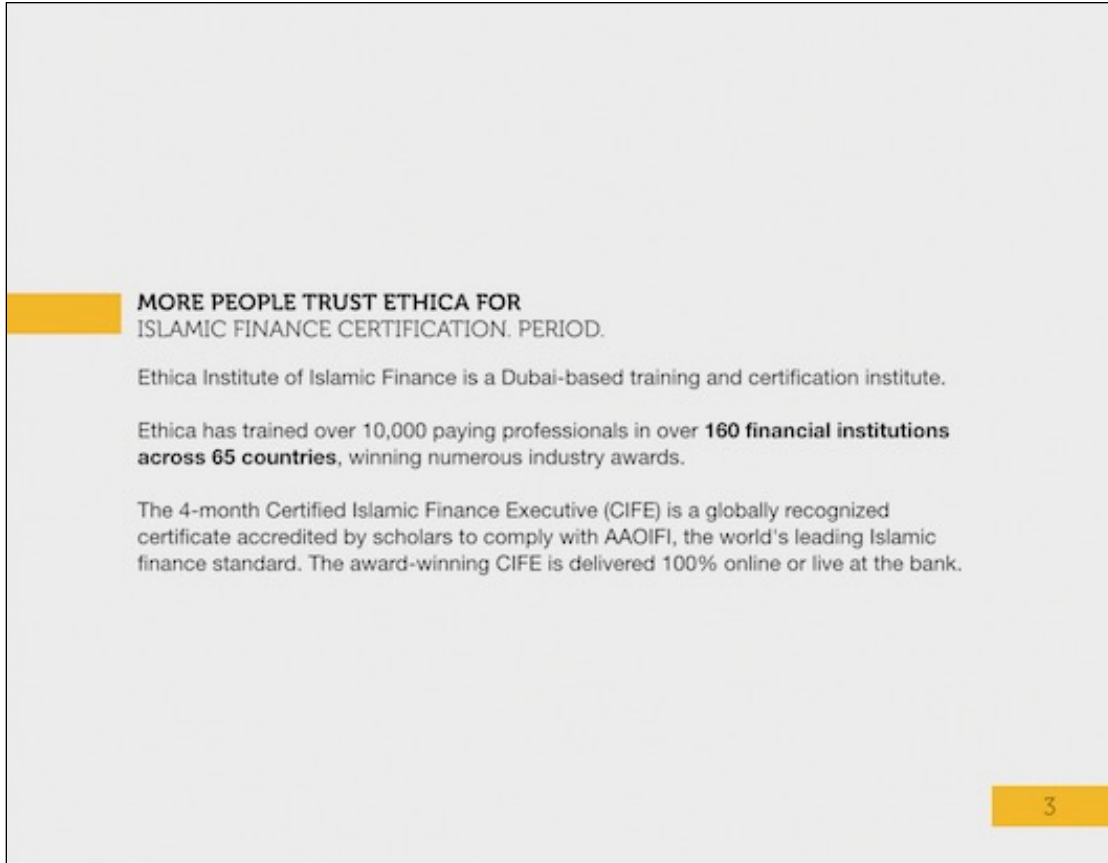 MORE PEOPLE TRUST ETHICA FOR
ISLAMIC FINANCE CERTIFICATION. PERIOD.
Ethica Institute of Islamic Finance is a Dubai-based training and certification institute.
Ethica has trained over 10,000 paying professionals in over 160 financial institutions
across 65 countries, winning numerous industry awards.
The 4-month Certified Islamic Finance Executive (CIFE) is a globally recognized
certificate accredited by scholars to comply with AAOIFI, the world's leading Islamic
finance standard. The award-winning CIFE is delivered 100% online or live at the bank.
3